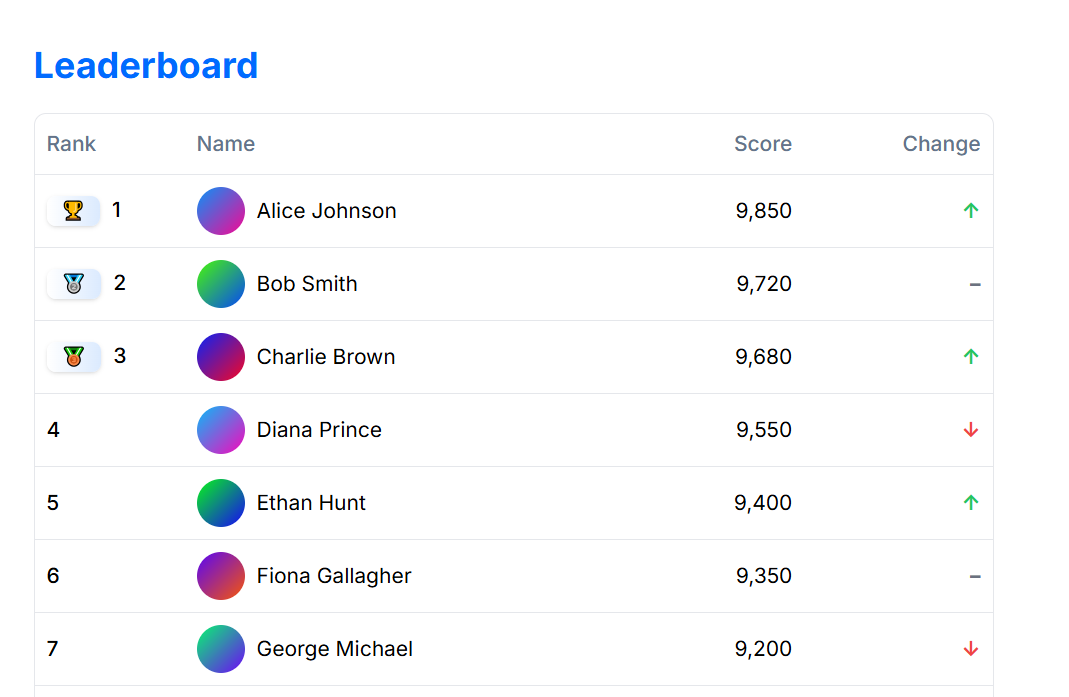 Leaderboard
Rank Name Score Change
1 Alice Johnson 9,850 ↑
2 Bob Smith 9,720 –
3 Charlie Brown 9,680 ↑
4 Diana Prince 9,550 ↓
5 Ethan Hunt 9,400 ↑
6 Fiona Gallagher 9,350 –
7 George Michael 9,200 ↓